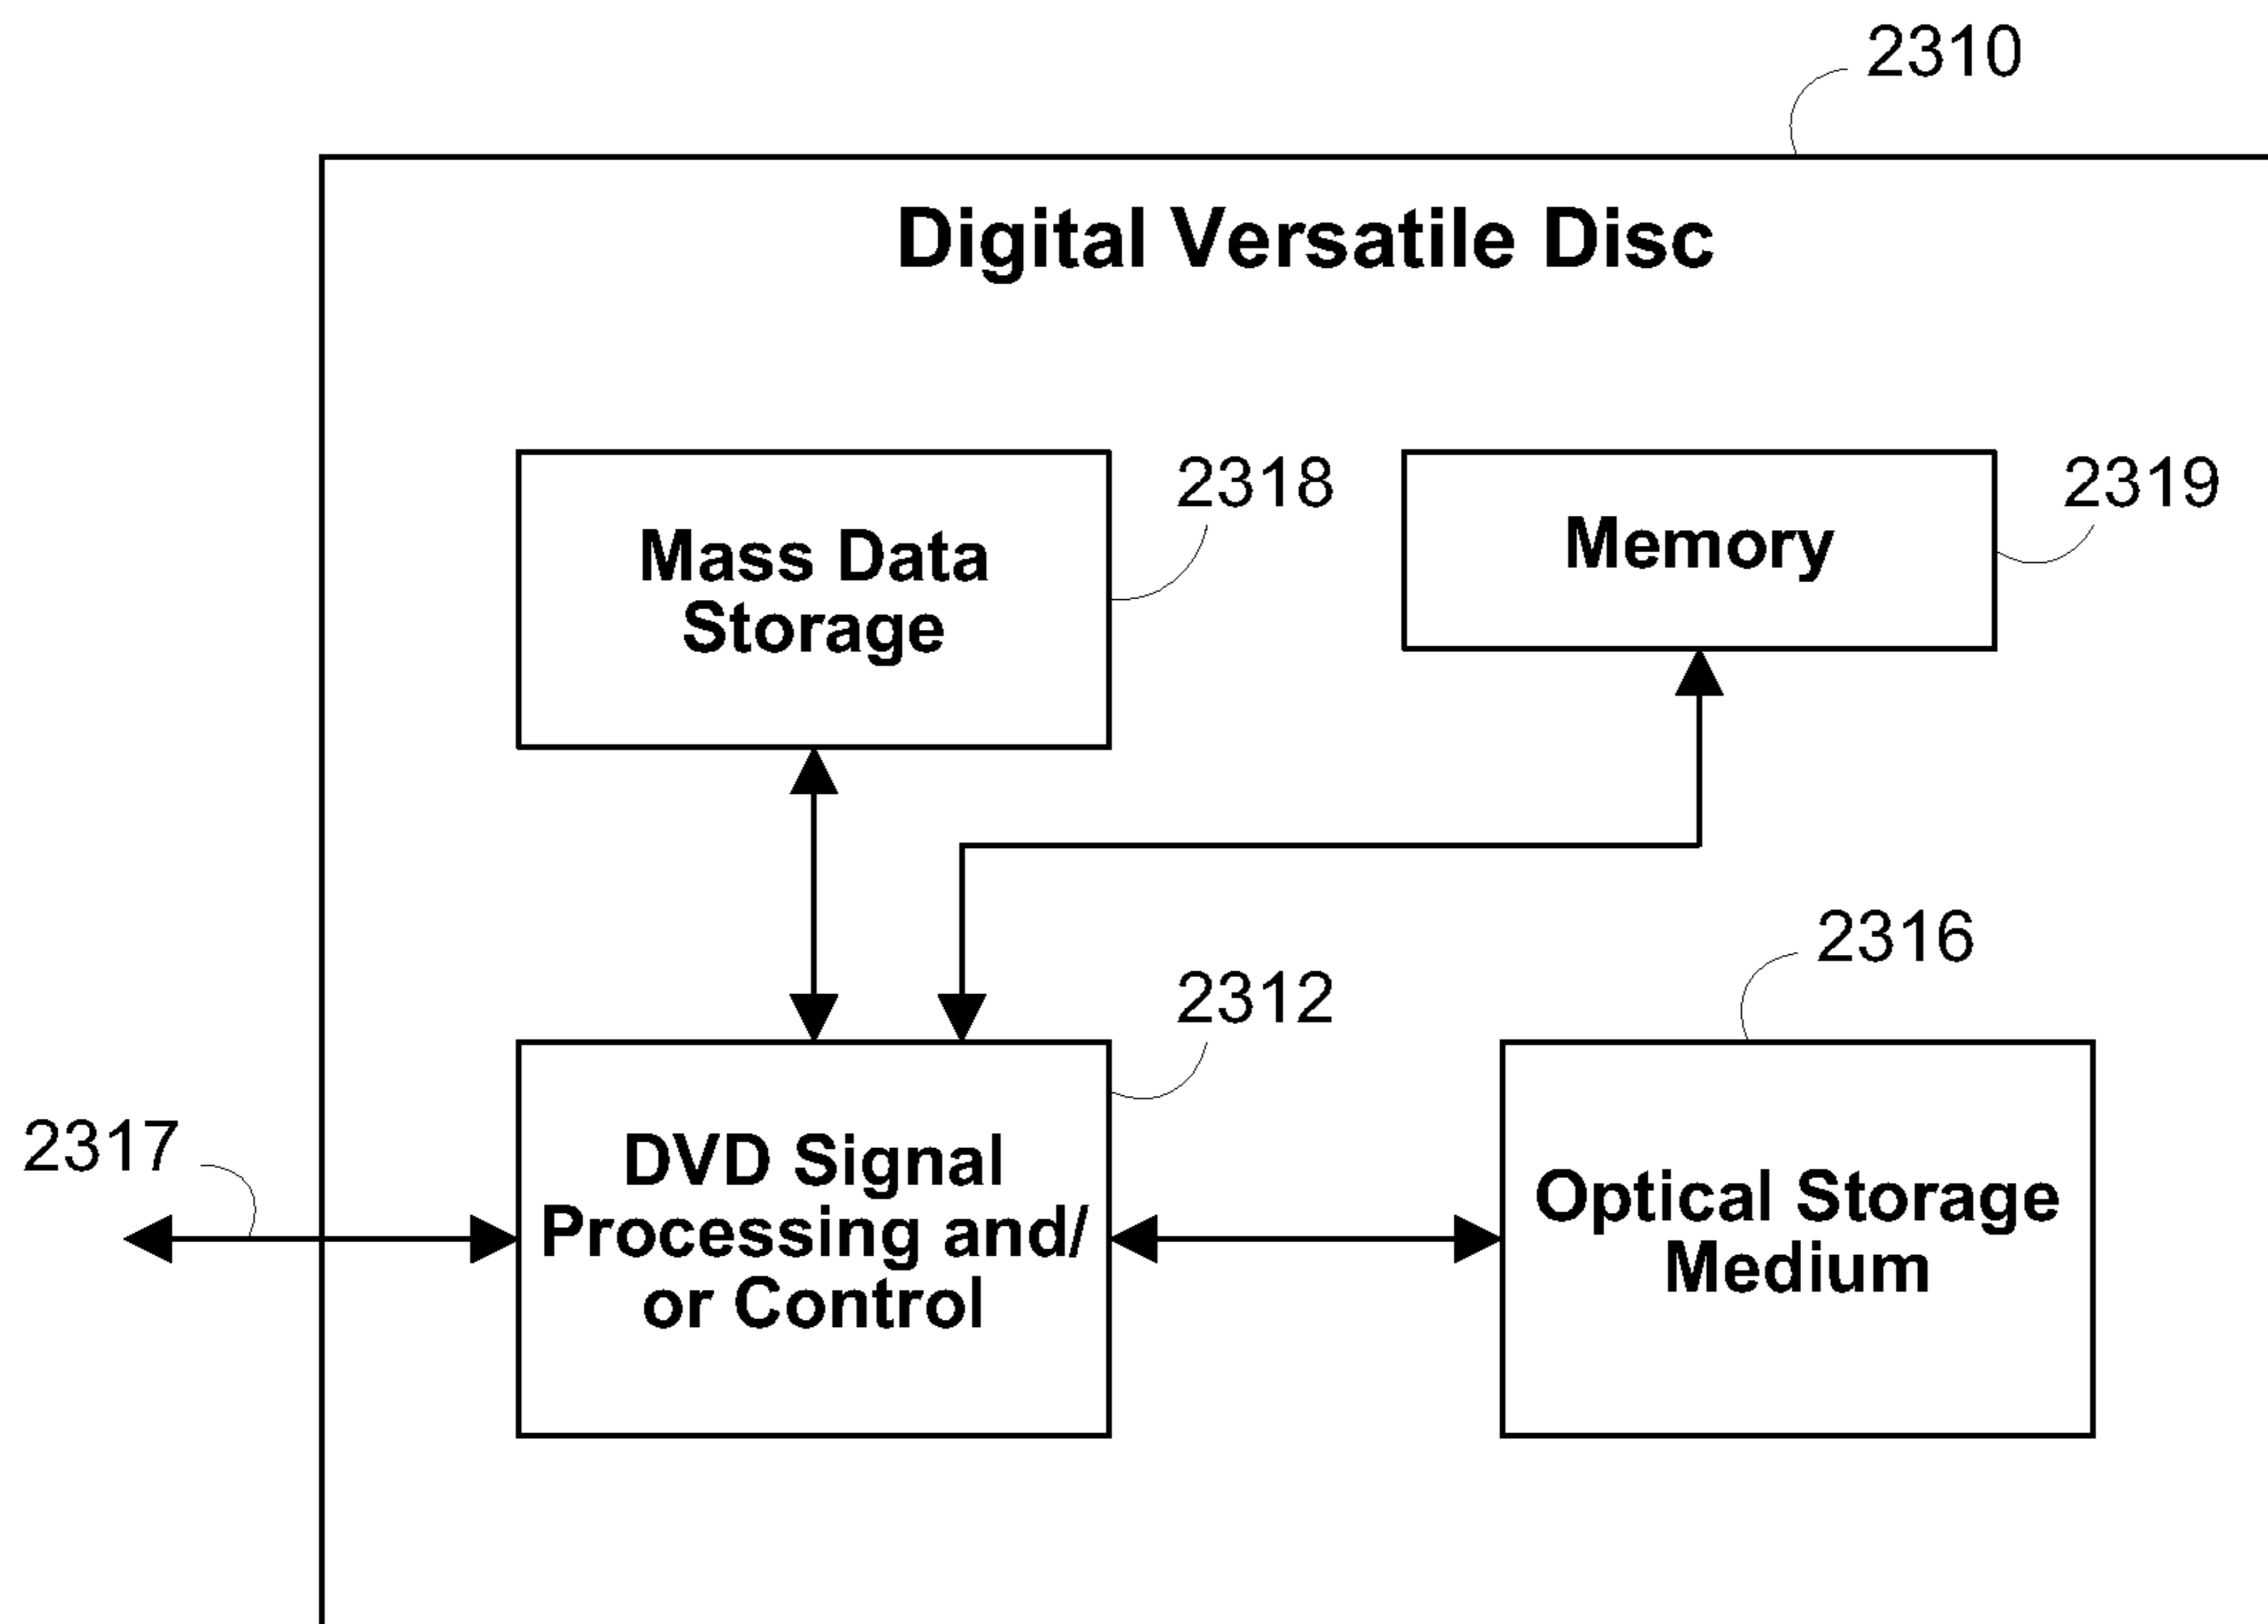 2310
Digital Versatile Disc
2318
2319
Mass Data
Storage
Memory
2316
2312
2317
DVD Signal
Processing and/
or Control
Optical Storage
Medium